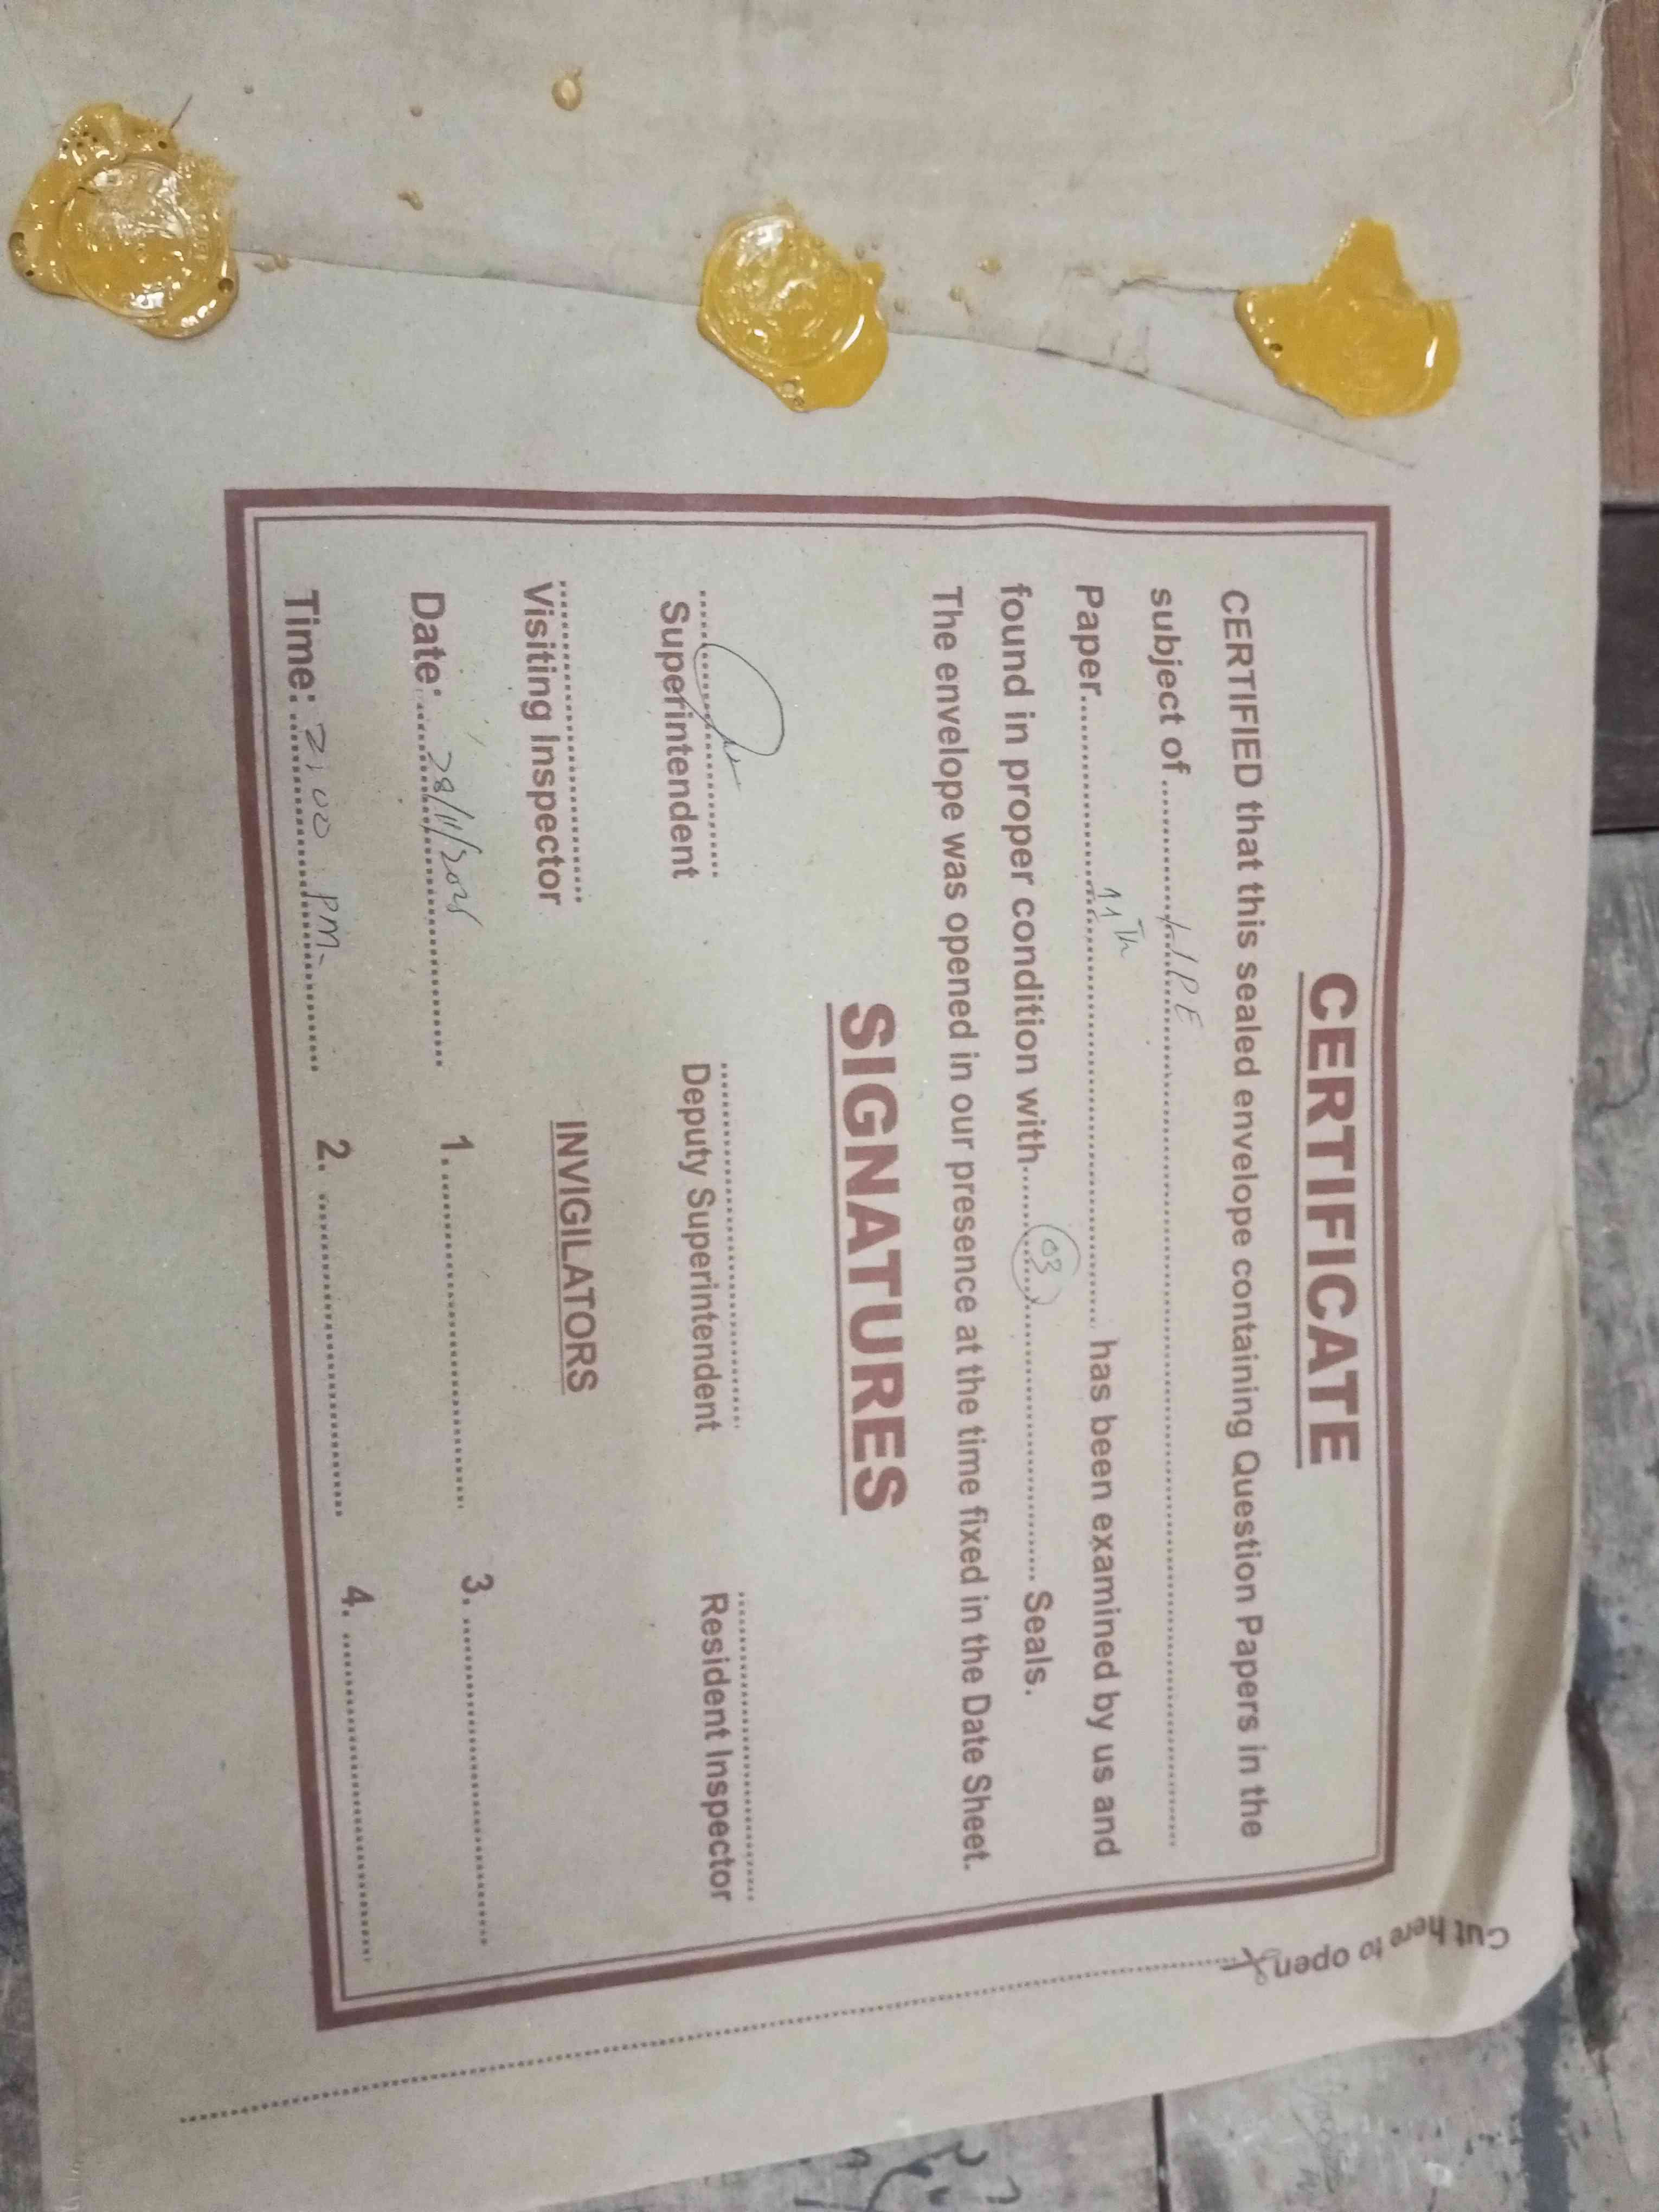 CERTIFICATE
CERTIFIED that this sealed envelope containing Question Papers in the
subject of.......HPE.......
Paper.......11Th....... has been examined by us and
found in proper condition with.......03....... Seals.
The envelope was opened in our presence at the time fixed in the Date Sheet.
SIGNATURES
Superintendent Deputy Superintendent Resident Inspector
Visiting Inspector INVIGILATORS
Date: 28/11/2025 1. 3.
Time: 2:00 PM 2. 4.
Cut here to open